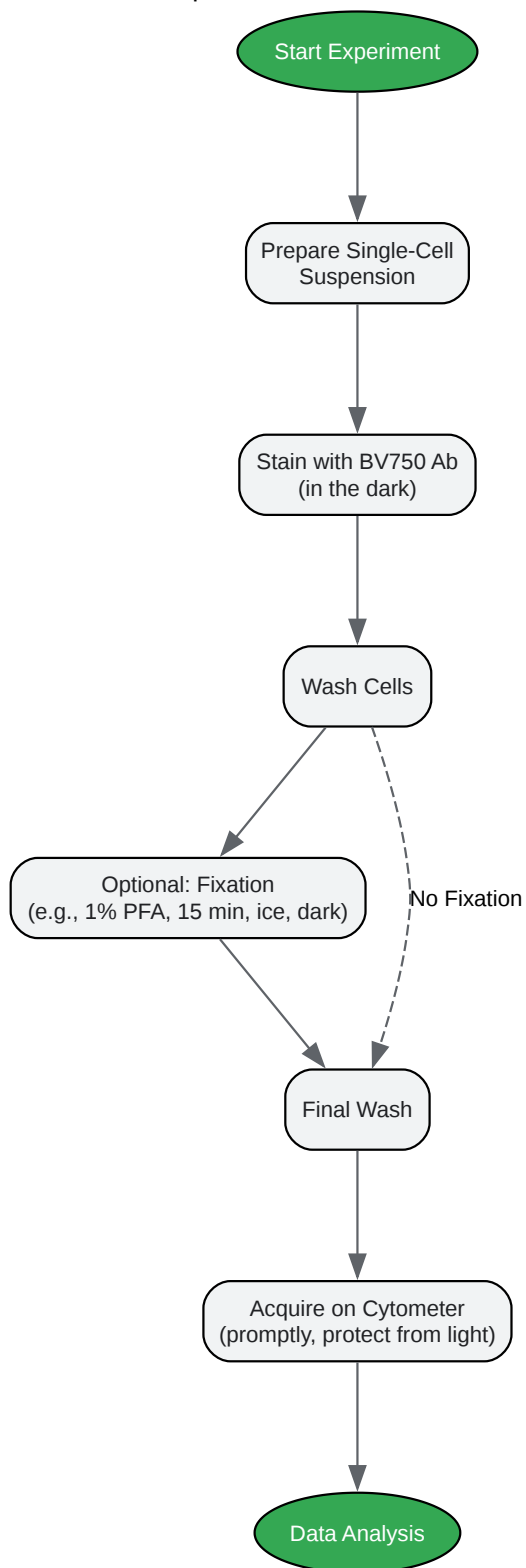 Start Experiment
Prepare Single-Cell
Suspension
Stain with BV750 Ab
(in the dark)
Wash Cells
Optional: Fixation
(e.g., 1% PFA, 15 min, ice, dark)
No Fixation
Final Wash
Acquire on Cytometer
(promptly, protect from light)
Data Analysis